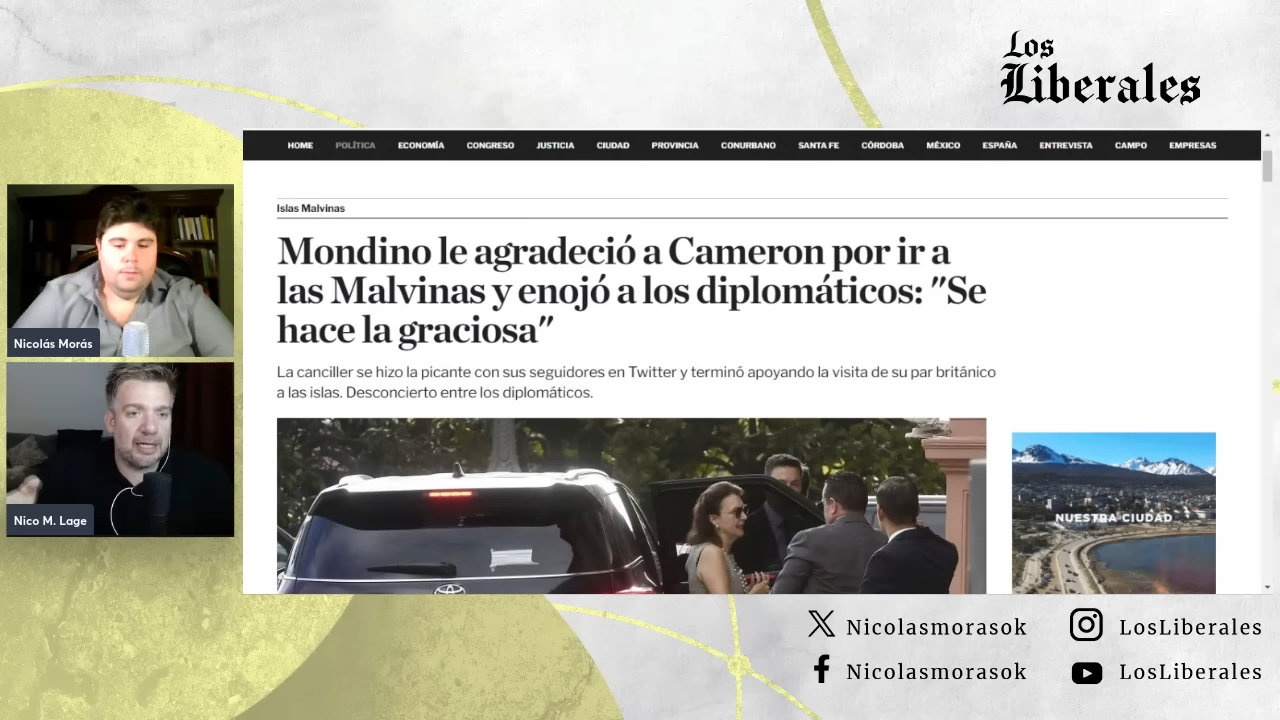 Los
Liberales
HOME POLÍTICA ECONOMÍA CONGRESO JUSTICIA CIUDAD PROVINCIA CONURBANO SANTA FE CÓRDOBA MÉXICO ESPAÑA ENTREVISTA CAMPO EMPRESAS
Islas Malvinas
Mondino le agradeció a Cameron por ir a
las Malvinas y enojó a los diplomáticos: "Se
hace la graciosa"
La canciller se hizo la picante con sus seguidores en Twitter y terminó apoyando la visita de su par británico
a las islas. Desconcierto entre los diplomáticos.
NUESTRA CIUDAD
Nicolás Morás
Nico M. Lage
Nicolasmorasok LosLiberales
Nicolasmorasok LosLiberales